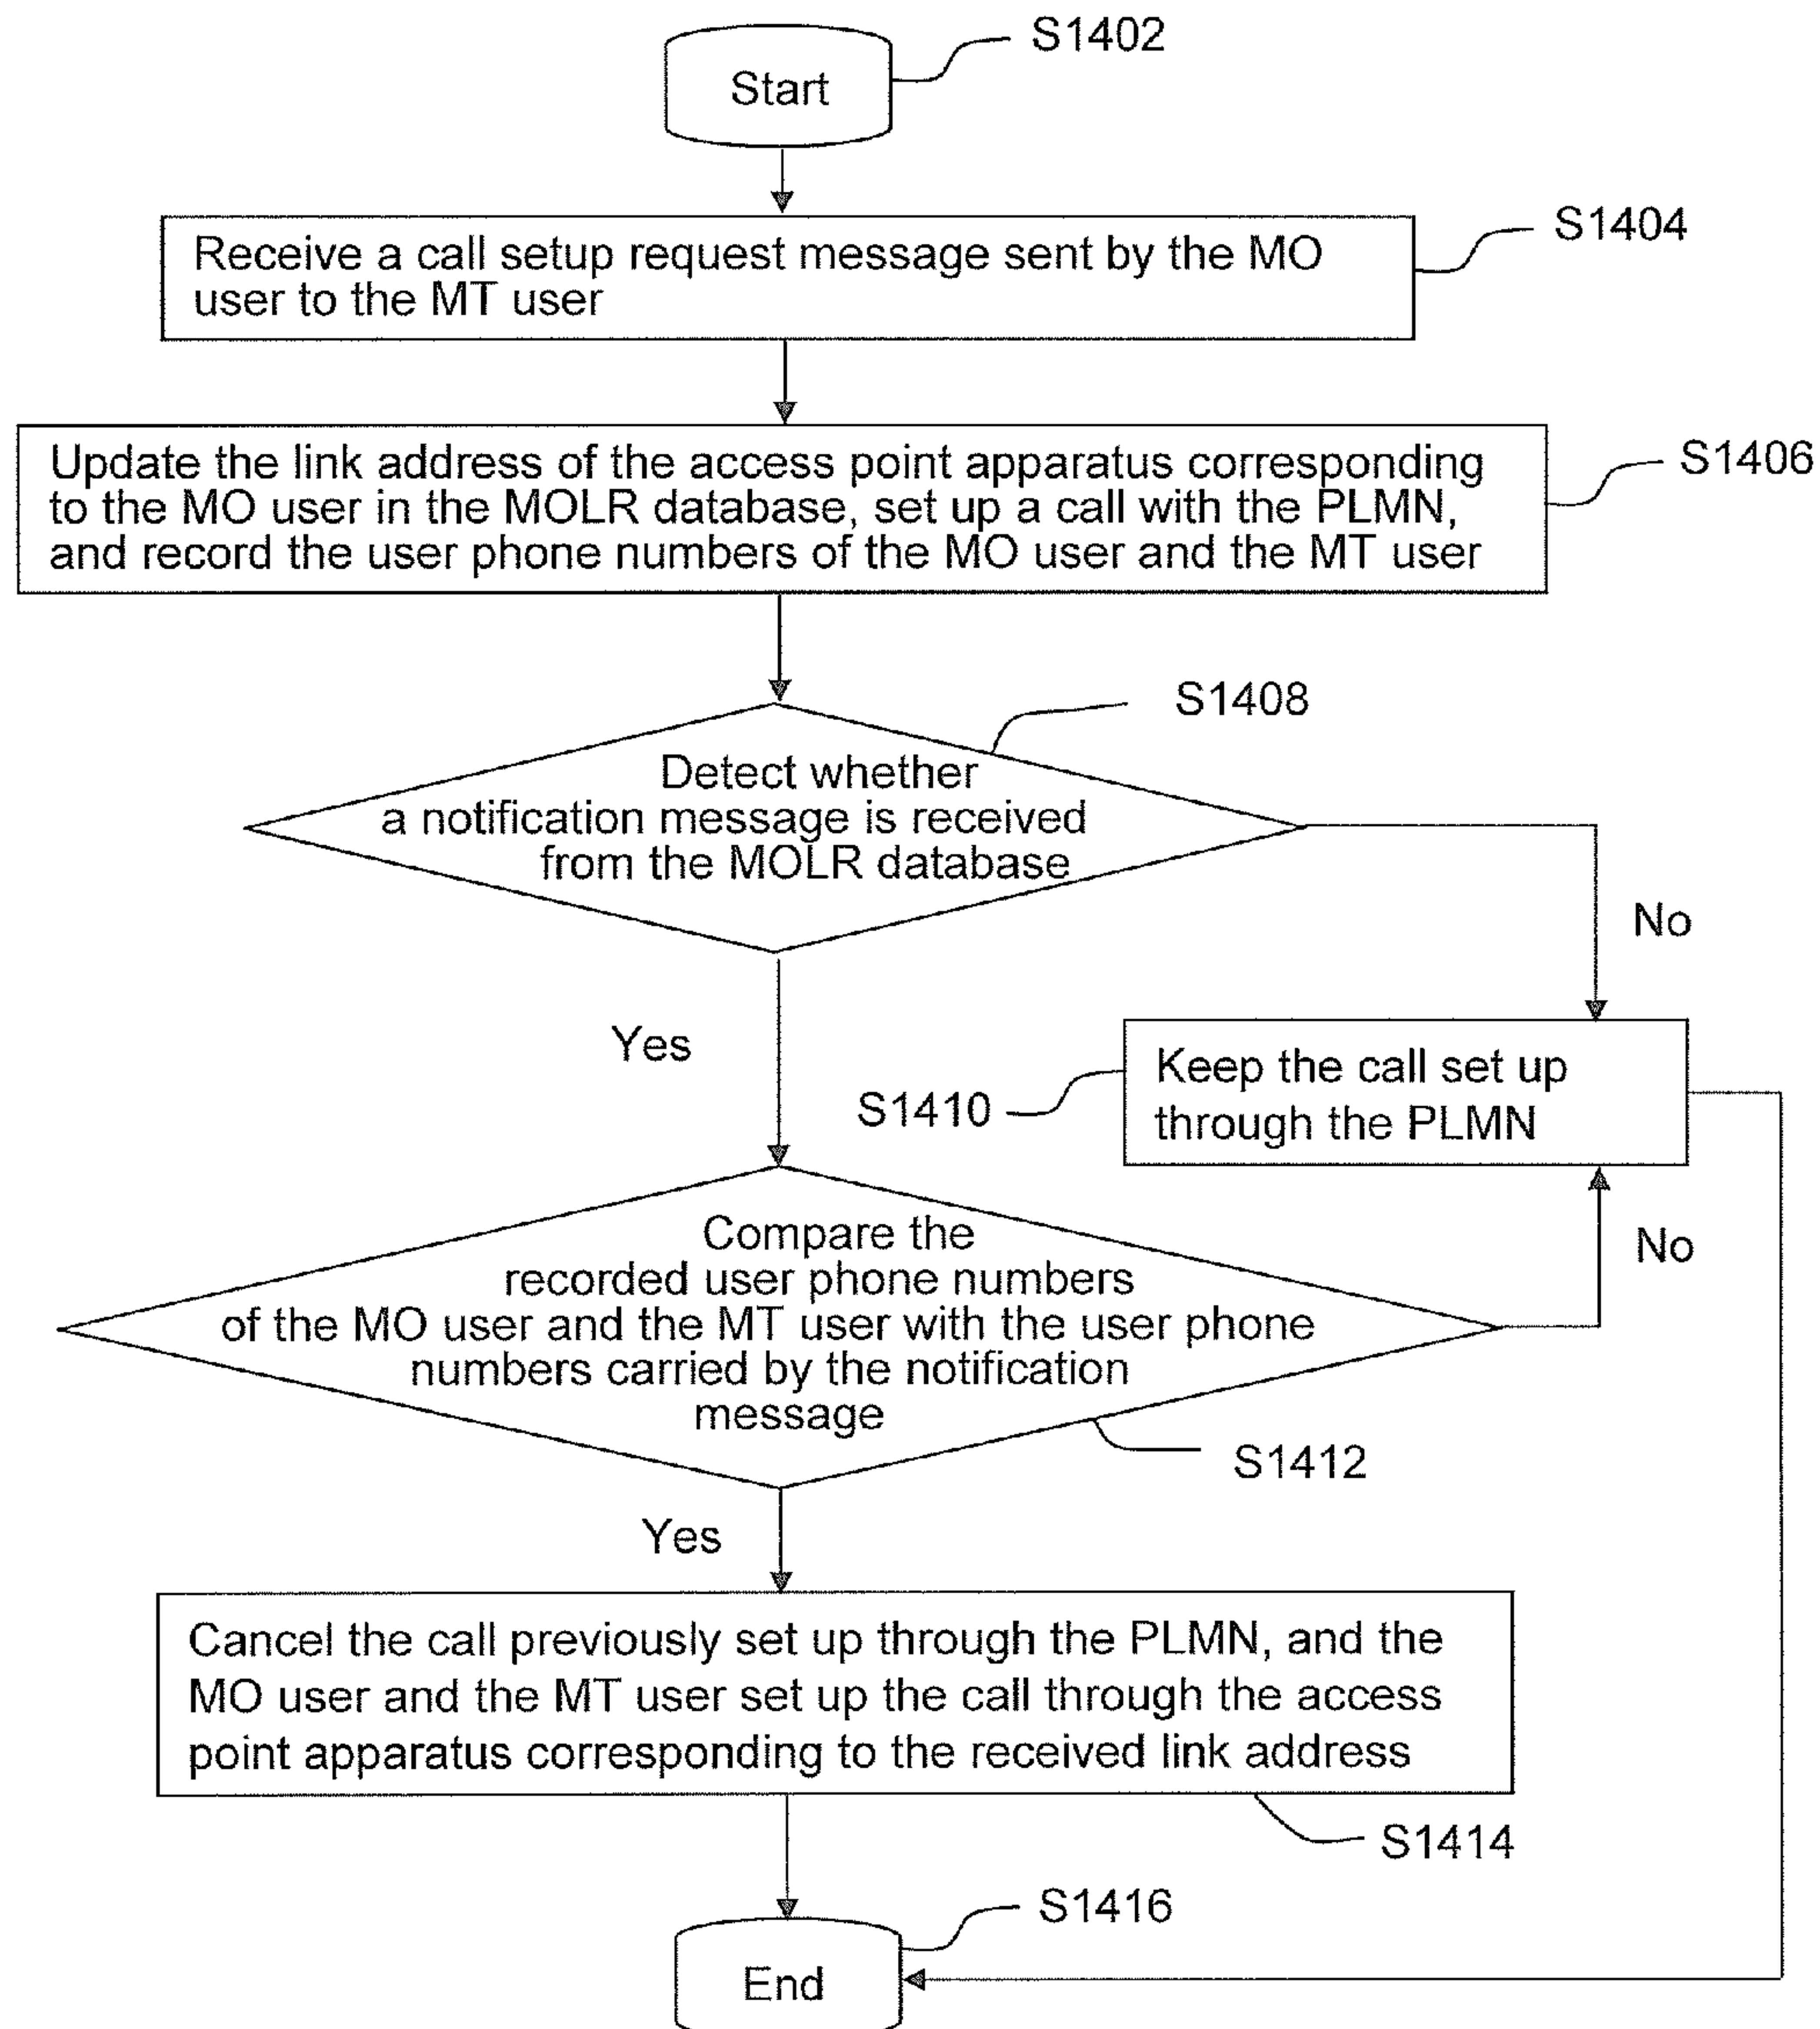 S1402
Start
S1404
Receive a call setup request message sent by the MO
user to the MT user
S1406
Update the link address of the access point apparatus corresponding
to the MO user in the MOLR database, set up a call with the PLMN,
and record the user phone numbers of the MO user and the MT user
S1408
Detect whether
a notification message is received
from the MOLR database
No
Yes
S1410
Keep the call set up
through the PLMN
Compare the
recorded user phone numbers
of the MO user and the MT user with the user phone
numbers carried by the notification
message
No
S1412
Yes
Cancel the call previously set up through the PLMN, and the
MO user and the MT user set up the call through the access
point apparatus corresponding to the received link address
S1414
S1416
End